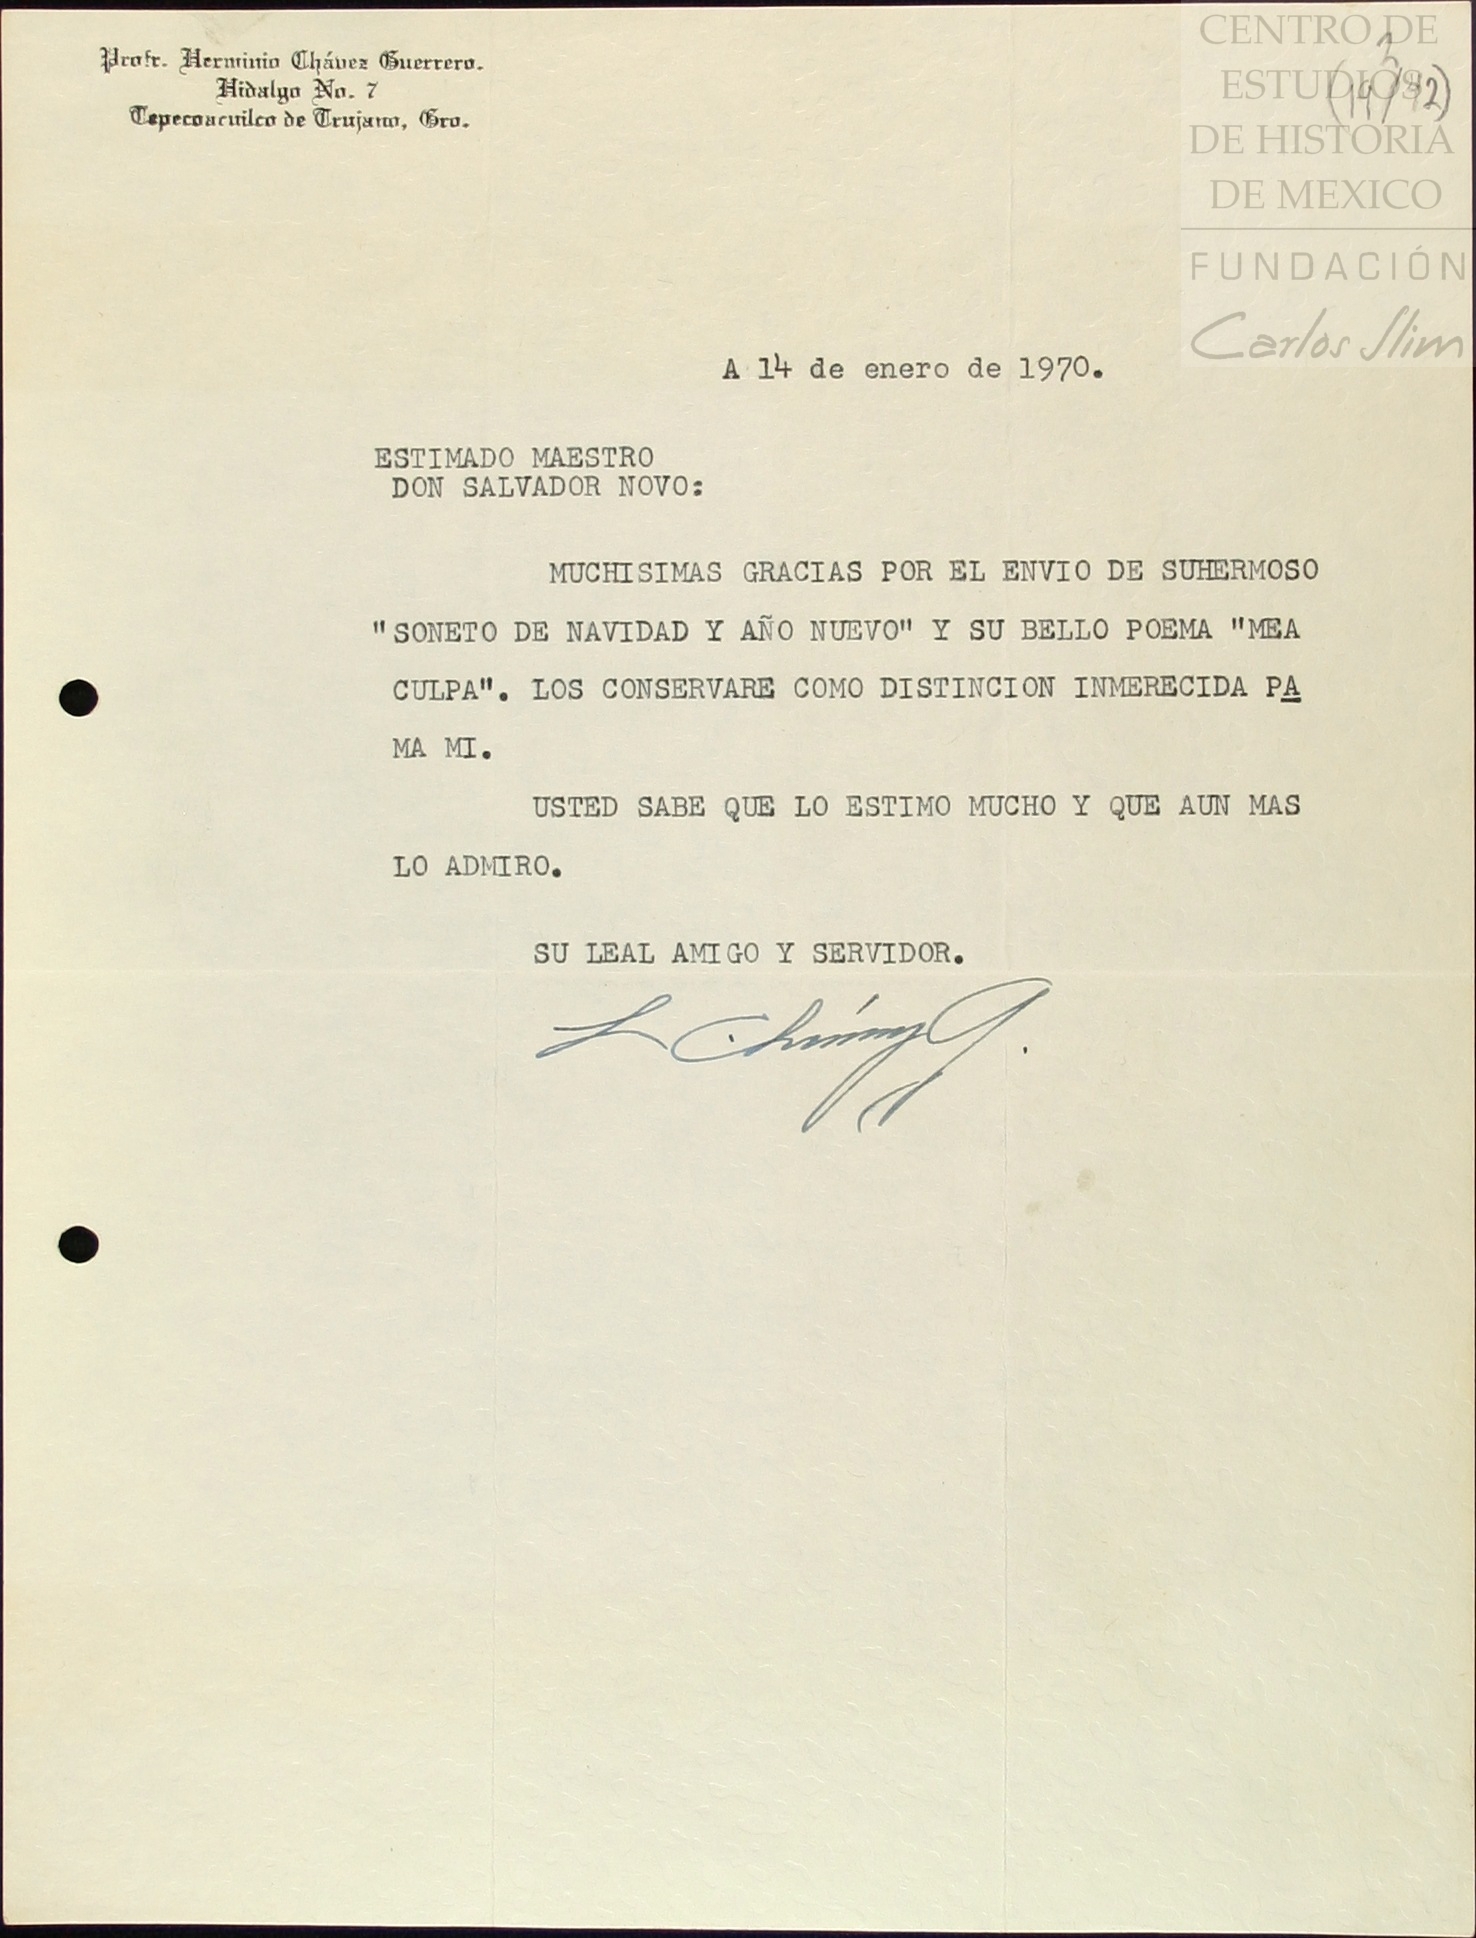 Profr. Herminio Chávez Guerrero.
Hidalgo No. 7
Tepecoacuilco de Trujano, Gro.
CENTRO DE
ESTUDIOS
DE HISTORIA
DE MEXICO
FUNDACIÓN
Carlos Slim
A 14 de enero de 1970.
ESTIMADO MAESTRO
DON SALVADOR NOVO:
MUCHISIMAS GRACIAS POR EL ENVIO DE SUHERMOSO
"SONETO DE NAVIDAD Y AÑO NUEVO" Y SU BELLO POEMA "MEA
CULPA". LOS CONSERVARE COMO DISTINCION INMERECIDA PA
MA MI.
USTED SABE QUE LO ESTIMO MUCHO Y QUE AUN MAS
LO ADMIRO.
SU LEAL AMIGO Y SERVIDOR.